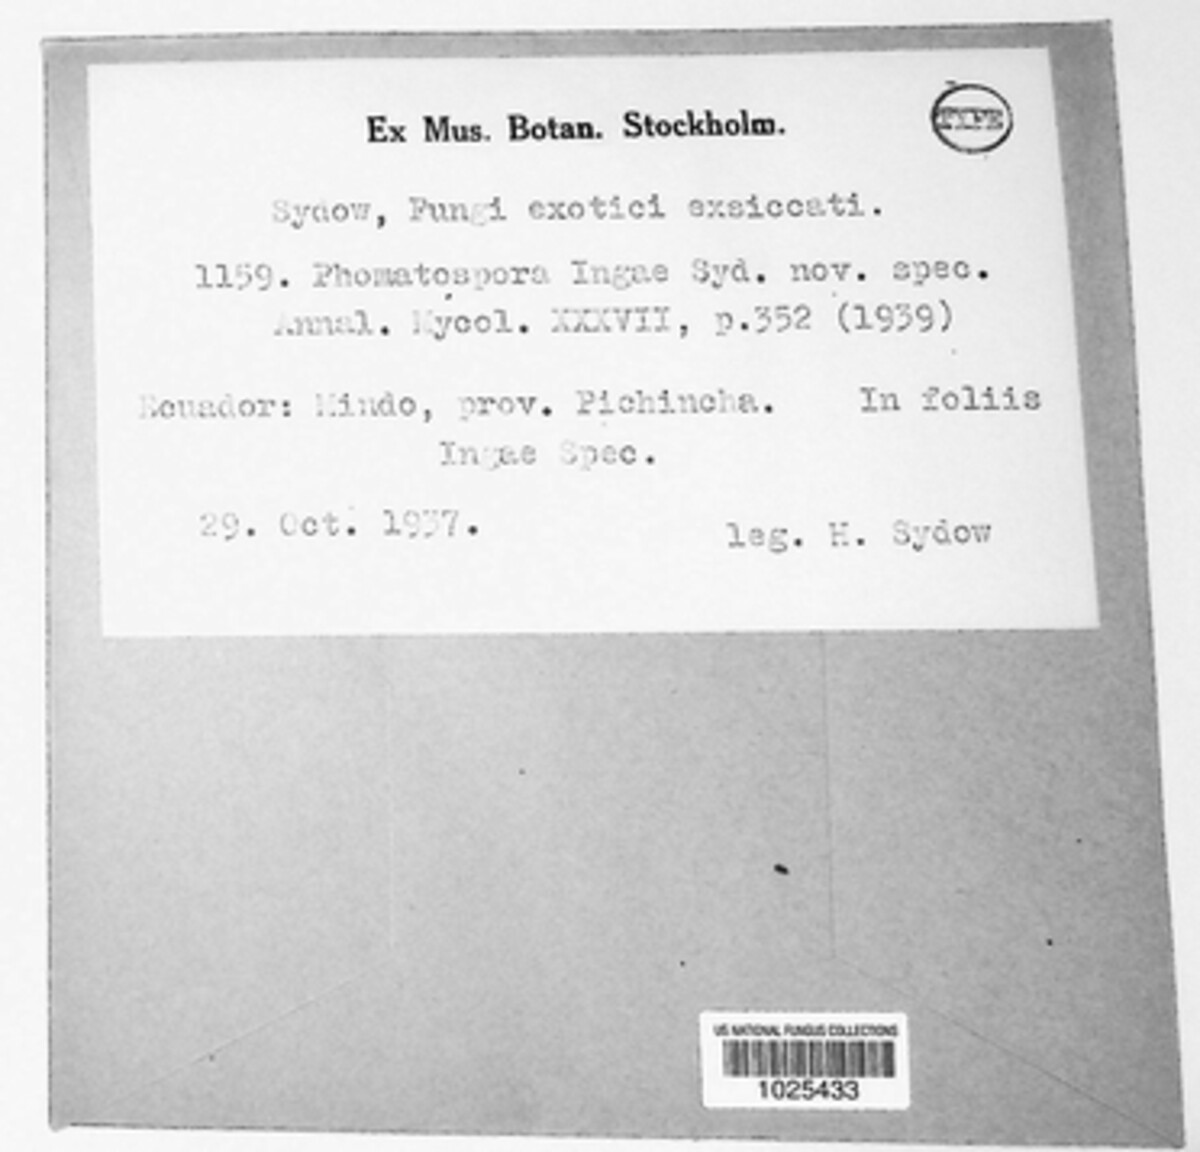 Ex Mus. Botan. Stockholm.
TYPE
Sydow, Fungi exotici exsiccati.
1159. Phomatospora Ingae Syd. nov. spec.
Annal. Mycol. XXXVII, p.352 (1939)
Ecuador: Mindo, prov. Pichincha. In foliis
Ingae Spec.
29. Oct. 1937.
leg. H. Sydow
US NATIONAL FUNGUS COLLECTIONS
1025433